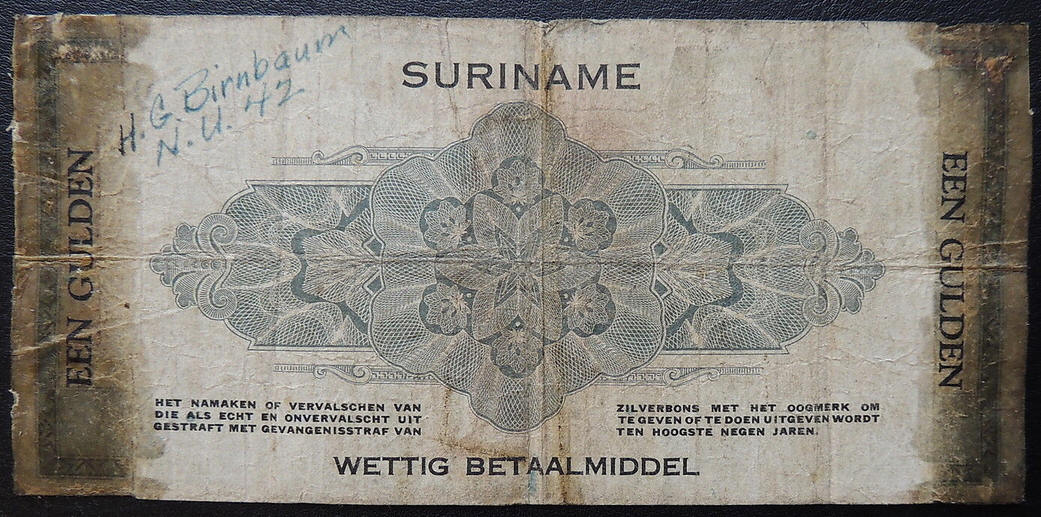 H. G. Birnbaum
N. U. 42
SURINAME
EEN GULDEN
EEN GULDEN
HET NAMAKEN OF VERVALSCHEN VAN
DIE ALS ECHT EN ONVERVALSCHT UIT
GESTRAFT MET GEVANGENISSTRAF VAN
ZILVERBONS MET HET OOGMERK OM
TE GEVEN OF TE DOEN UITGEVEN WORDT
TEN HOOGSTE NEGEN JAREN.
WETTIG BETAALMIDDEL